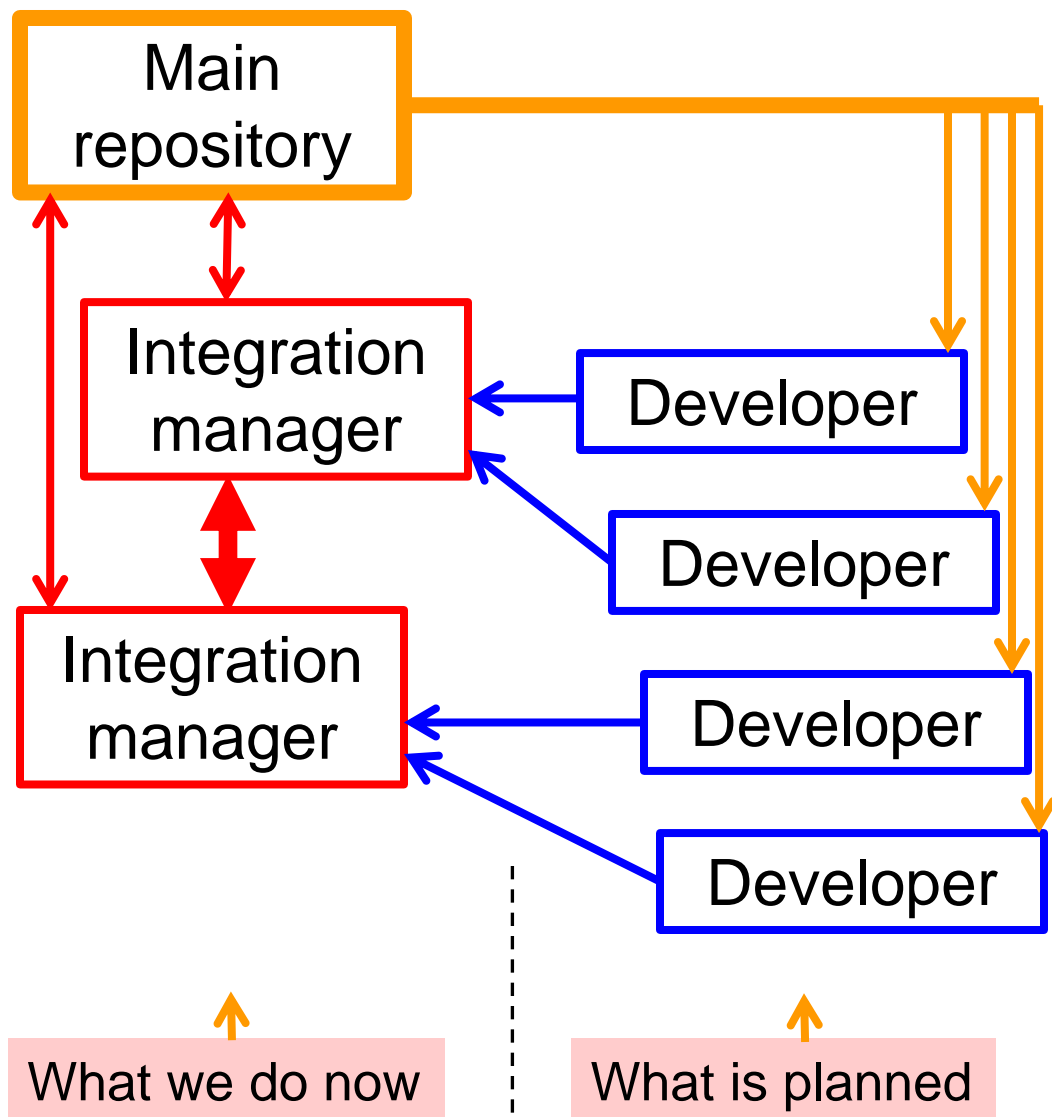 Main
repository
Integration
manager
Developer
Developer
Integration
manager
Developer
Developer
What we do now
What is planned